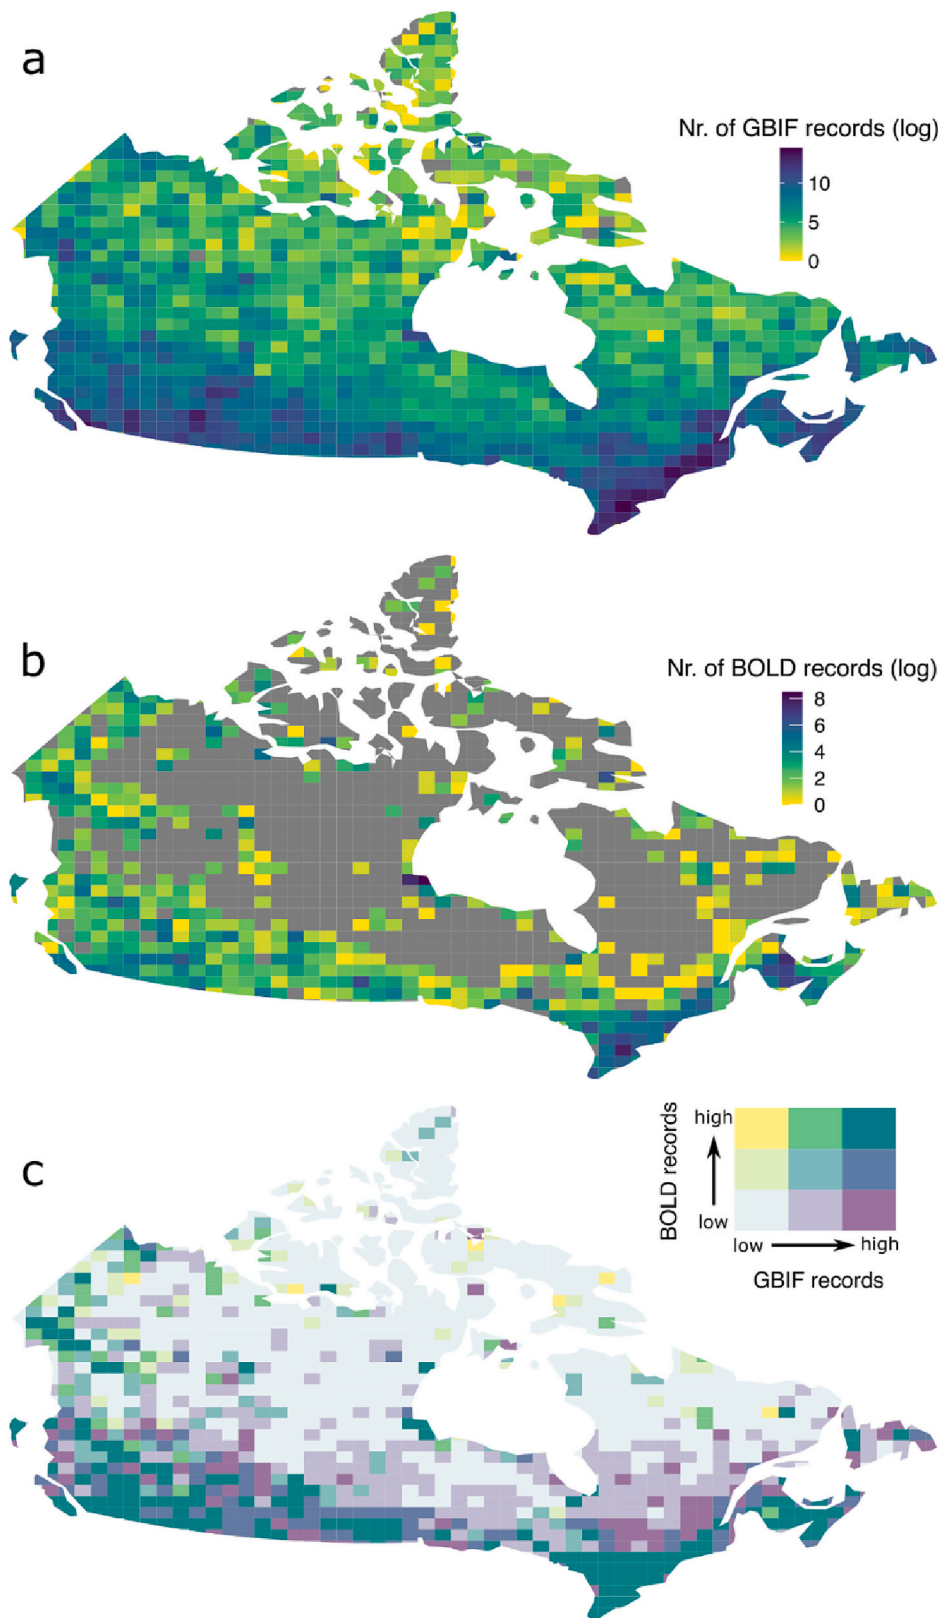 a
Nr. of GBIF records (log)
10
5
0
b
Nr. of BOLD records (log)
8
6
4
2
0
c
BOLD records
high
low
low
high
GBIF records